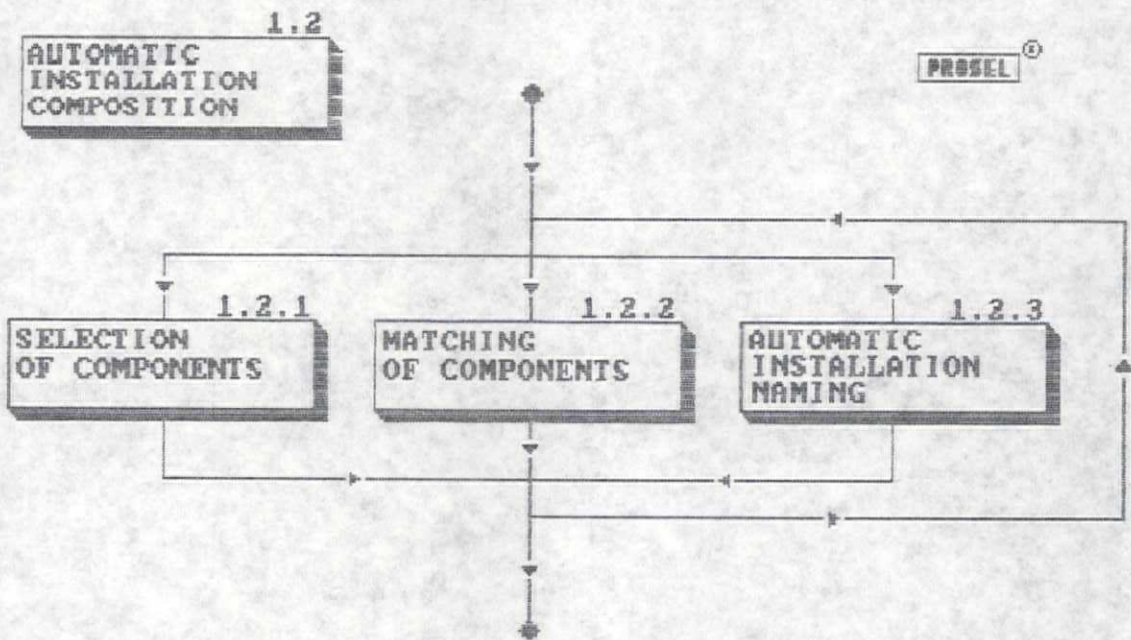 1.2
AUTOMATIC
INSTALLATION
COMPOSITION
PROSEL
1.2.1
SELECTION
OF COMPONENTS
1.2.2
MATCHING
OF COMPONENTS
1.2.3
AUTOMATIC
INSTALLATION
NAMING